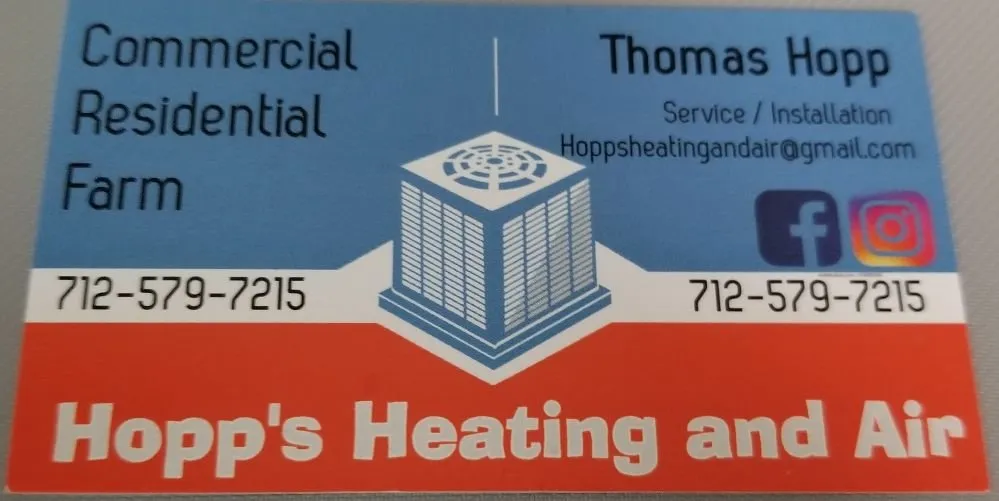 Commercial
Residential
Farm
Thomas Hopp
Service / Installation
Hoppsheatingandair@gmail.com
712-579-7215
712-579-7215
Hopp's Heating and Air